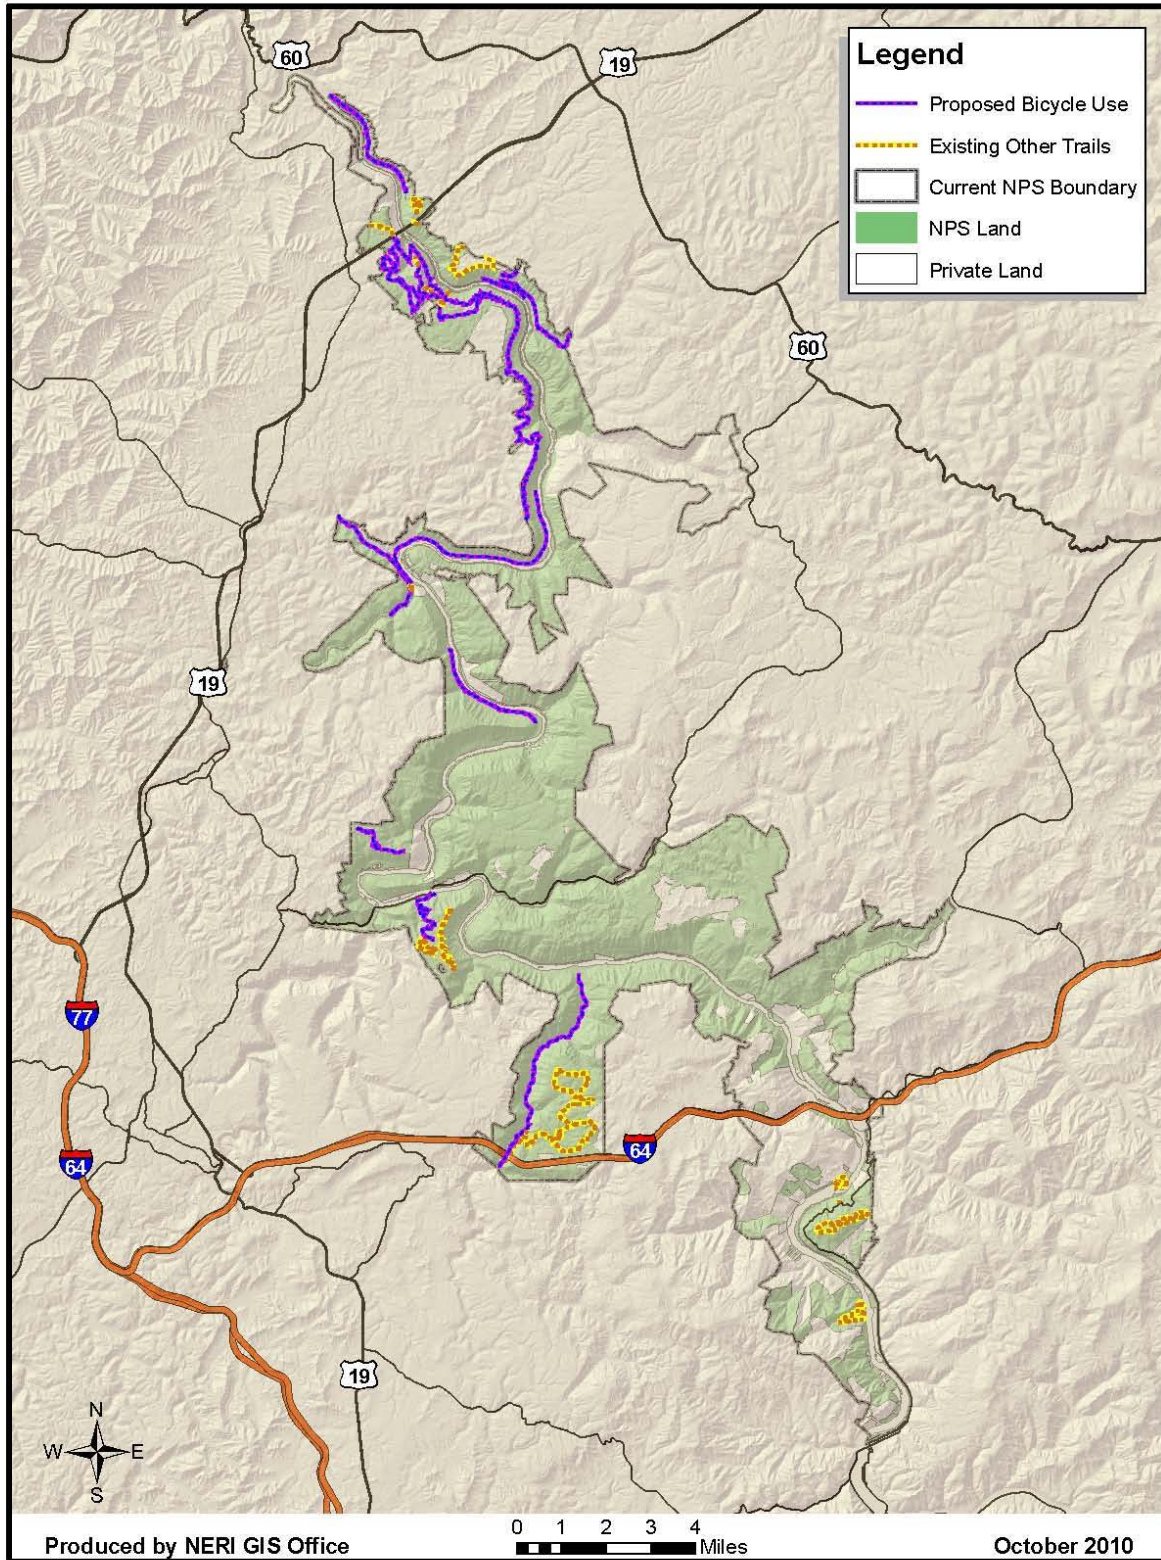 60
19
Legend
Proposed Bicycle Use
Existing Other Trails
Current NPS Boundary
NPS Land
Private Land
60
19
77
64
64
19
N
W E
S
0 1 2 3 4
Miles
Produced by NERI GIS Office
October 2010